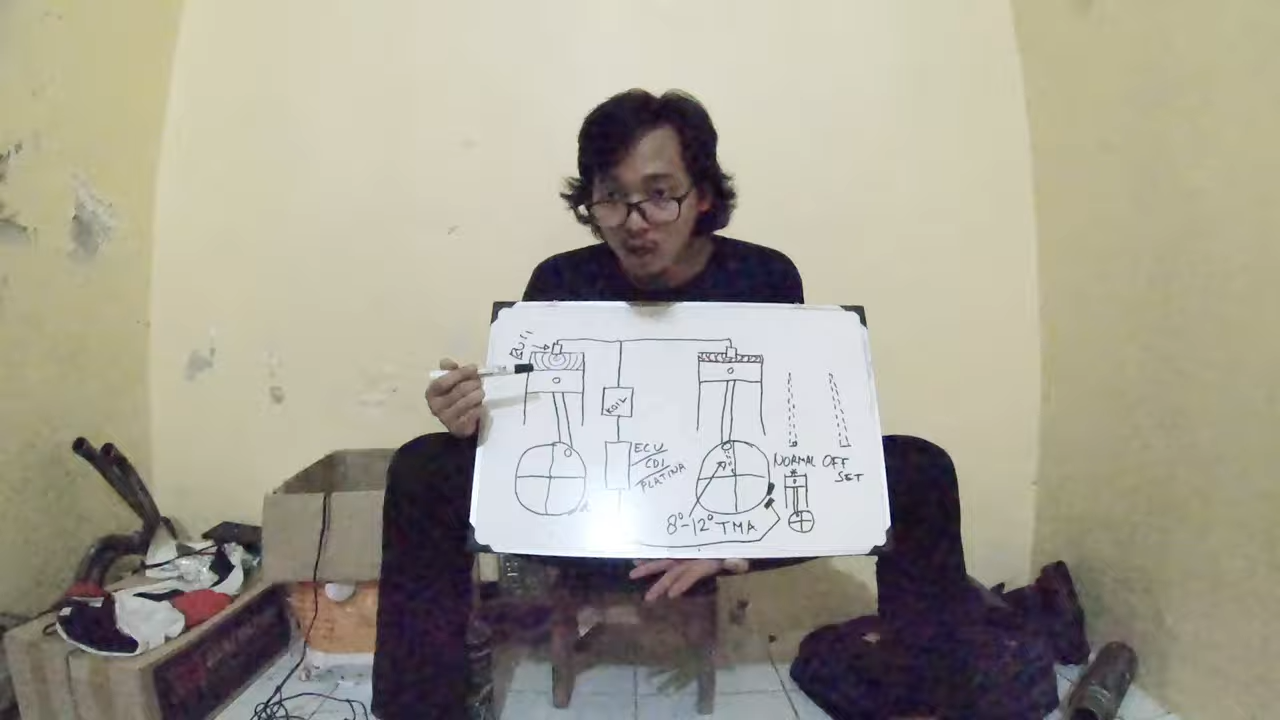 BUSI
KOIL
ECU
CDI
PLATINA
8°-12° TMA
NORMAL
OFF
SET